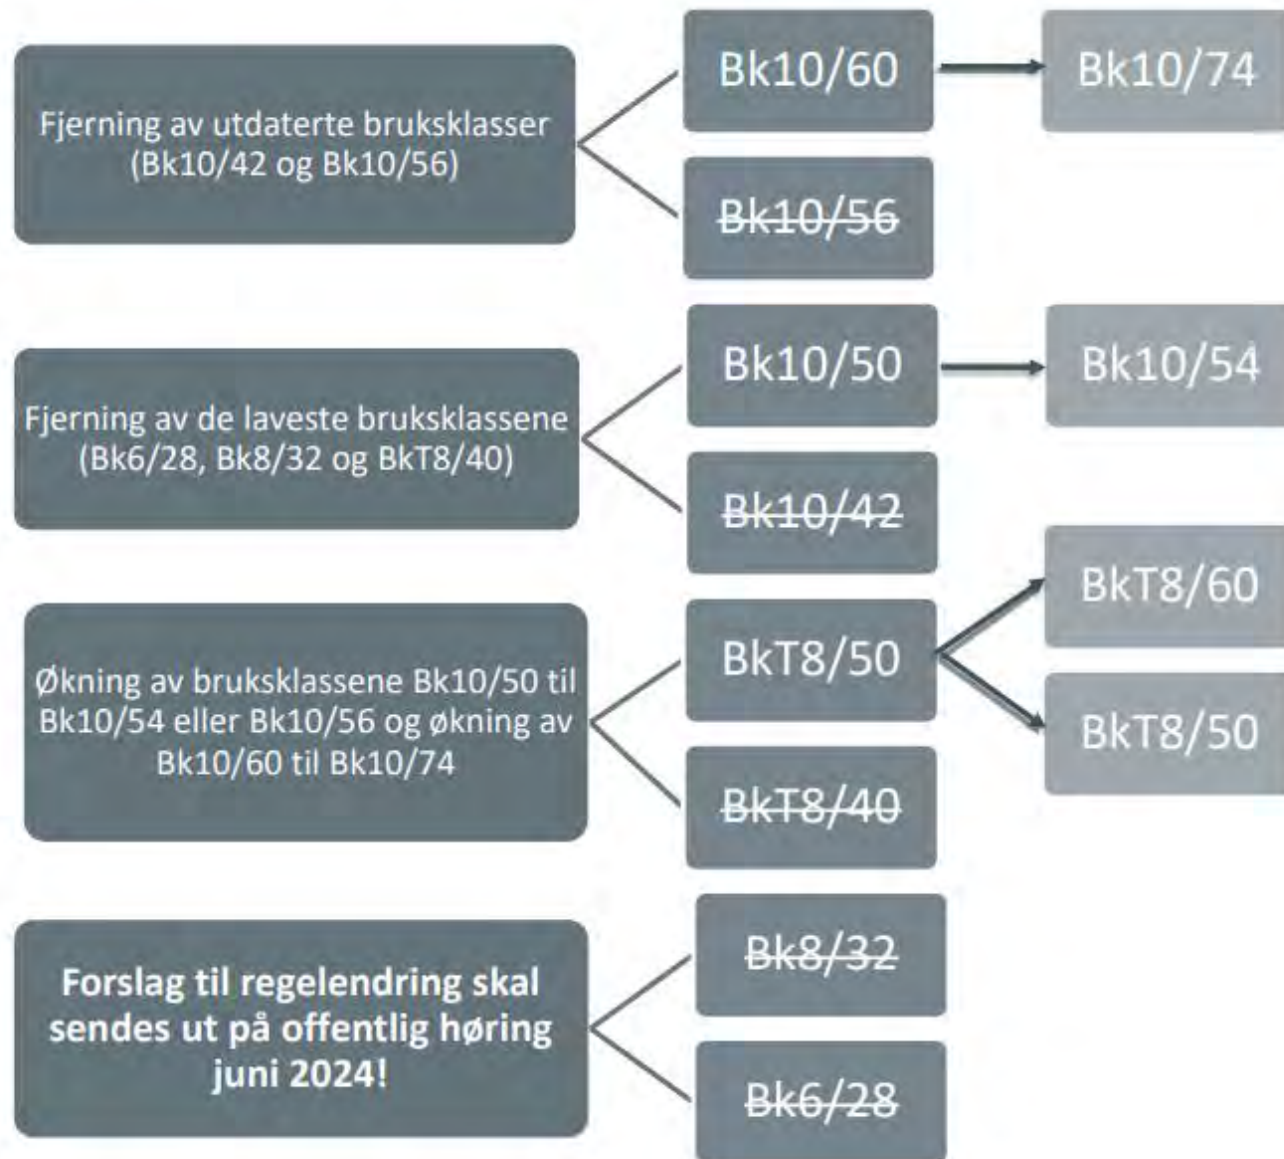 Fjerning av utdaterte bruksklasser
(Bk10/42 og Bk10/56)
Bk10/60
Bk10/74
Bk10/56
Fjerning av de laveste bruksklassene
(Bk6/28, Bk8/32 og BkT8/40)
Bk10/50
Bk10/54
Bk10/42
Økning av bruksklassene Bk10/50 til
Bk10/54 eller Bk10/56 og økning av
Bk10/60 til Bk10/74
BkT8/50
BkT8/60
BkT8/50
BkT8/40
Forslag til regelendring skal
sendes ut på offentlig høring
juni 2024!
Bk8/32
Bk6/28